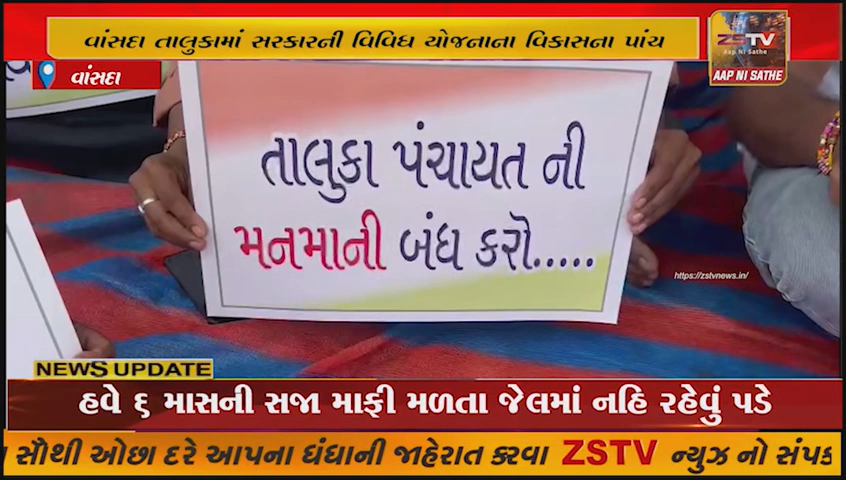 વાંસદા તાલુકામાં સરકારની વિવિધ યોજનાના વિકાસના પાંચ
ZSTV
Aap Ni Sathe
AAP NI SATHE
વાંસદા
તાલુકા પંચાયત ની
મનમાની બંધ કરો.....
https://zstvnews.in/
NEWS UPDATE
હવે ૬ માસની સજા માફી મળતા જેલમાં નહિ રહેવું પડે
સૌથી ઓછા દરે આપના ધંધાની જાહેરાત કરવા ZSTV ન્યુઝ નો સંપર્ક